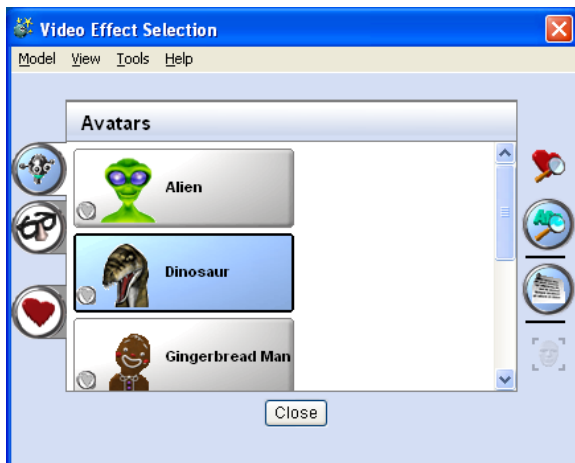 Video Effect Selection
Model View Tools Help
Avatars
Alien
Dinosaur
Gingerbread Man
Close